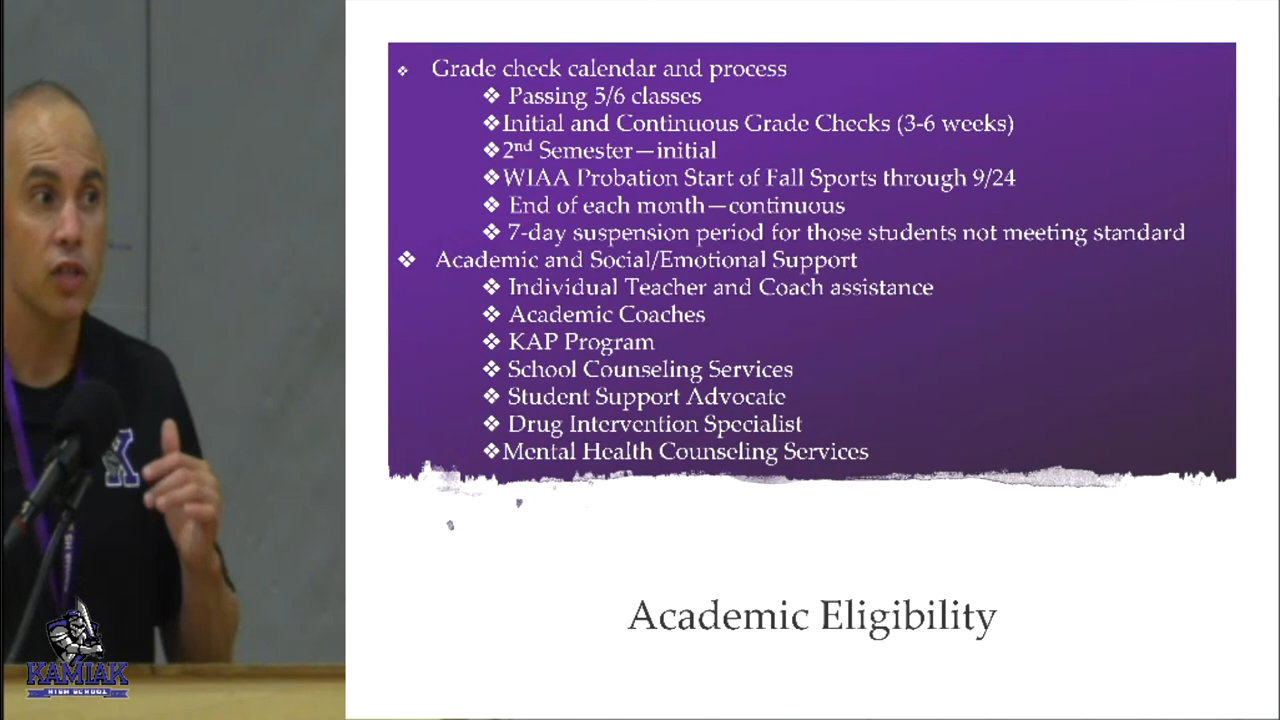 ❖ Grade check calendar and process
❖ Passing 5/6 classes
❖Initial and Continuous Grade Checks (3-6 weeks)
❖2nd Semester—initial
❖WIAA Probation Start of Fall Sports through 9/24
❖ End of each month—continuous
❖ 7-day suspension period for those students not meeting standard
❖ Academic and Social/Emotional Support
❖ Individual Teacher and Coach assistance
❖ Academic Coaches
❖ KAP Program
❖ School Counseling Services
❖ Student Support Advocate
❖ Drug Intervention Specialist
❖Mental Health Counseling Services
Academic Eligibility
K
KAMIAK
HIGH SCHOOL